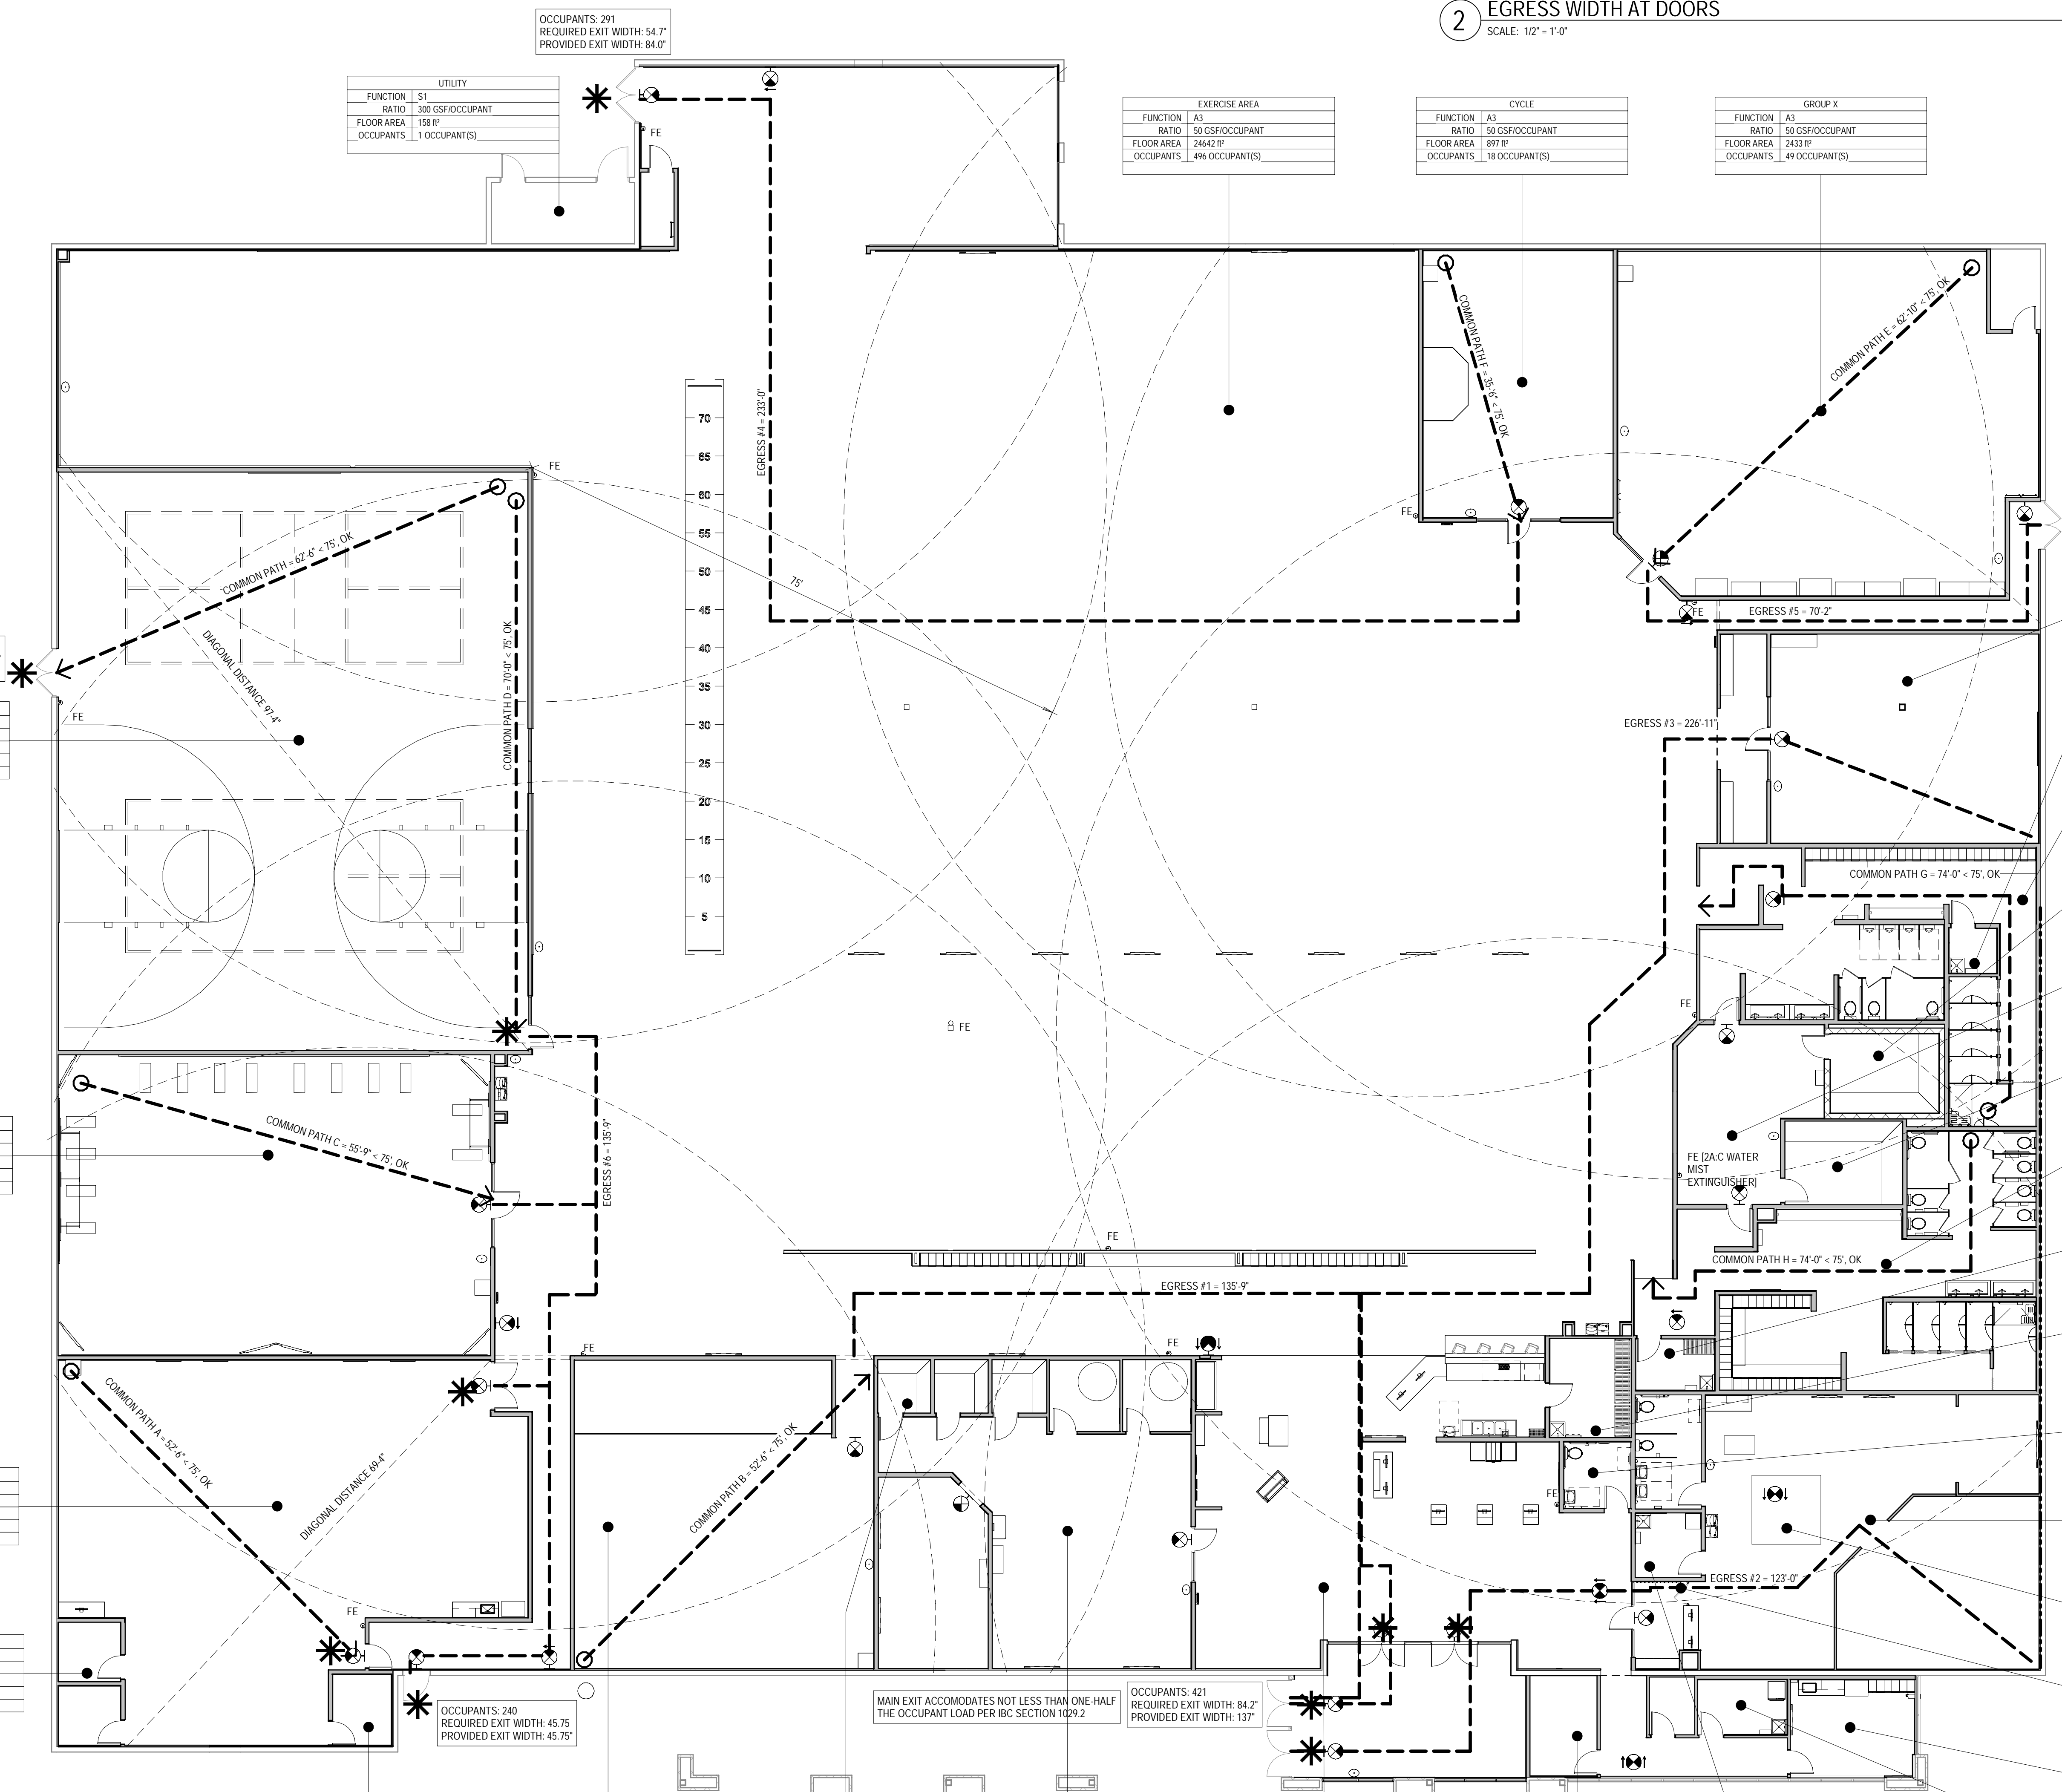 2
EGRESS WIDTH AT DOORS
SCALE: 1/2" = 1'-0"
OCCUPANTS: 291
REQUIRED EXIT WIDTH: 54.7"
PROVIDED EXIT WIDTH: 84.0"
UTILITY
FUNCTION S1
RATIO 300 GSF/OCCUPANT
FLOOR AREA 158 ft²
OCCUPANTS 1 OCCUPANT(S)
EXERCISE AREA
FUNCTION A3
RATIO 50 GSF/OCCUPANT
FLOOR AREA 24642 ft²
OCCUPANTS 496 OCCUPANT(S)
CYCLE
FUNCTION A3
RATIO 50 GSF/OCCUPANT
FLOOR AREA 897 ft²
OCCUPANTS 18 OCCUPANT(S)
GROUP X
FUNCTION A3
RATIO 50 GSF/OCCUPANT
FLOOR AREA 2433 ft²
OCCUPANTS 49 OCCUPANT(S)
FE
COMMON PATH F = 35'-6" < 75', OK
COMMON PATH E = 62'-10" < 75', OK
EGRESS #4 = 233'-0"
70
65
60
55
50
45
40
35
30
25
20
15
10
5
FE
75'
FE
COMMON PATH = 62'-6" < 75', OK
DIAGONAL DISTANCE 97'-4"
COMMON PATH D = 70'-0" < 75', OK
FE
FE
EGRESS #5 = 70'-2"
EGRESS #3 = 226'-11"
COMMON PATH G = 74'-0" < 75', OK
FE
FE
COMMON PATH C = 55'-9" < 75', OK
EGRESS #6 = 135'-9"
FE [2A:C WATER
MIST
EXTINGUISHER]
FE
COMMON PATH H = 74'-0" < 75', OK
EGRESS #1 = 135'-9"
FE
FE
COMMON PATH A = 52'-6" < 75', OK
DIAGONAL DISTANCE 69'-4"
COMMON PATH B = 52'-6" < 75', OK
FE
FE
EGRESS #2 = 123'-0"
OCCUPANTS: 240
REQUIRED EXIT WIDTH: 45.75
PROVIDED EXIT WIDTH: 45.75"
MAIN EXIT ACCOMODATES NOT LESS THAN ONE-HALF
THE OCCUPANT LOAD PER IBC SECTION 1029.2
OCCUPANTS: 421
REQUIRED EXIT WIDTH: 84.2"
PROVIDED EXIT WIDTH: 137"